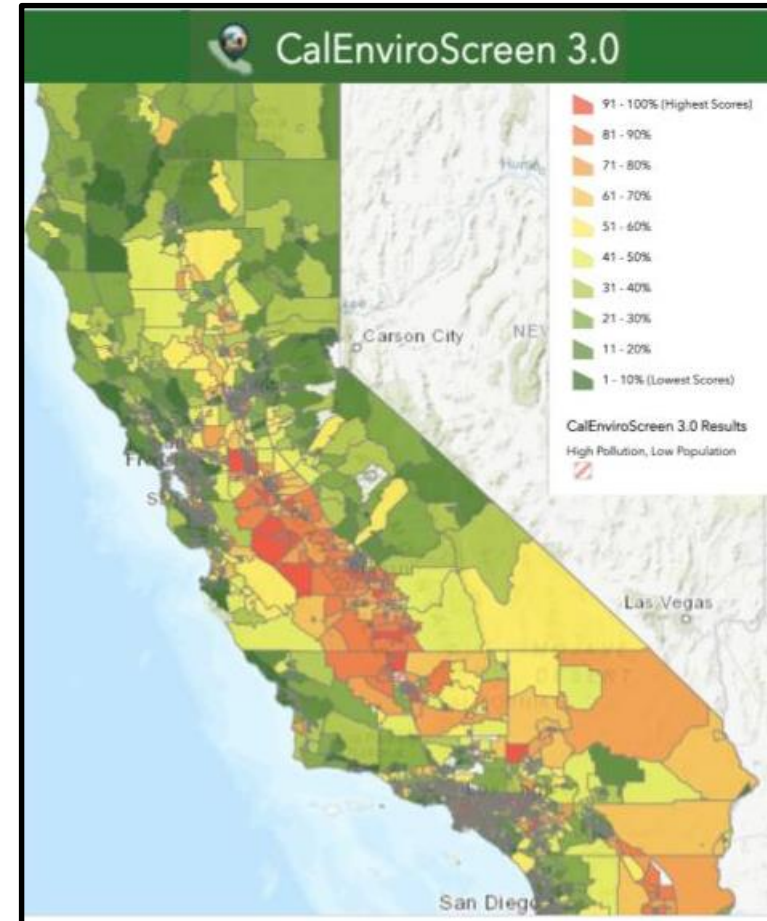 CalEnviroScreen 3.0
91 - 100% (Highest Scores)
81 - 90%
71 - 80%
61 - 70%
51 - 60%
41 - 50%
31 - 40%
21 - 30%
11 - 20%
1 - 10% (Lowest Scores)
Carson City
NEV
CalEnviroScreen 3.0 Results
High Pollution, Low Population
Las Vegas
San Diego